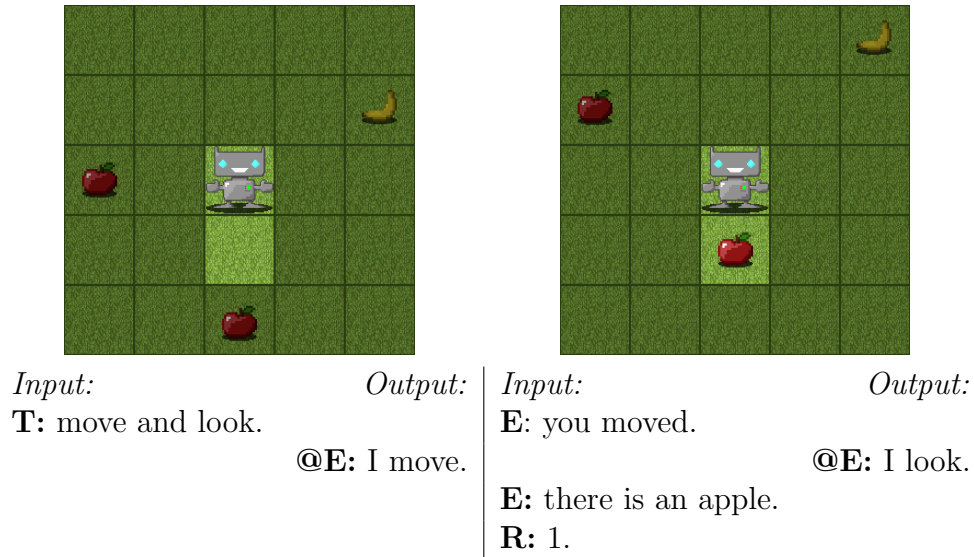 Input: Output:
T: move and look.
@E: I move.
Input: Output:
E: you moved.
@E: I look.
E: there is an apple.
R: 1.